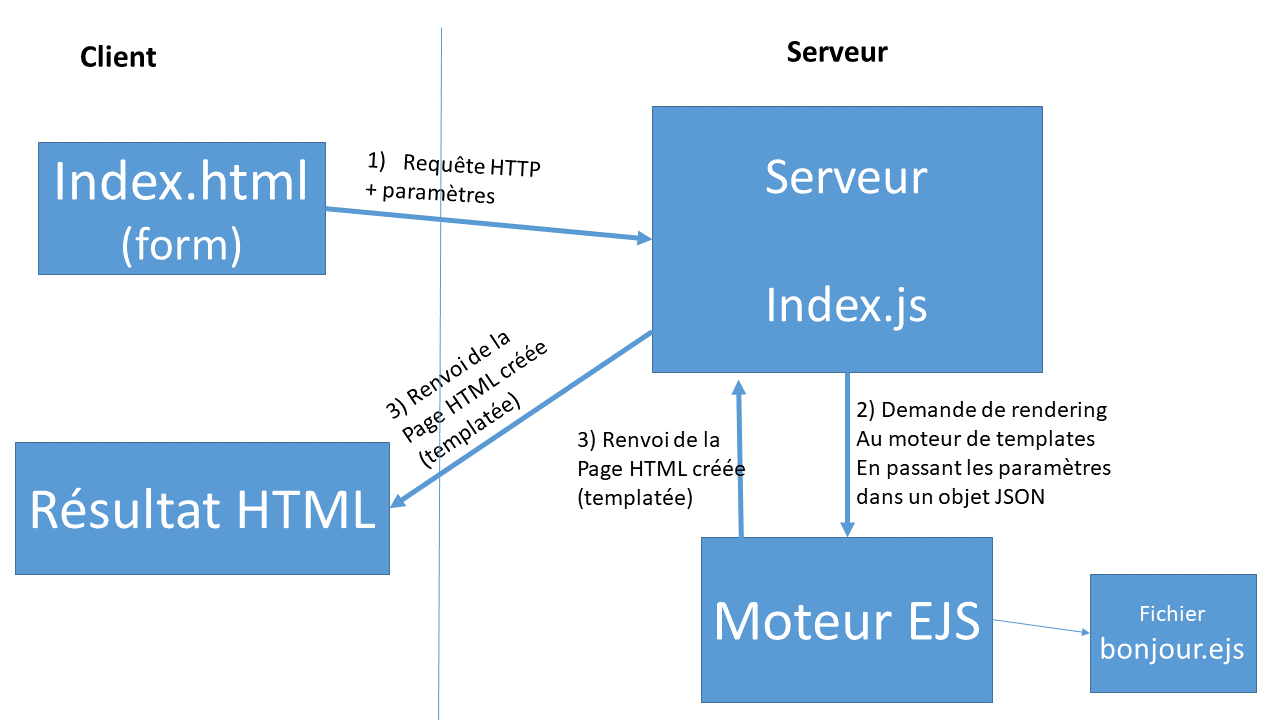 Client
Serveur
Index.html
(form)
1) Requête HTTP
+ paramètres
Serveur
Index.js
3) Renvoi de la
Page HTML créée
(templatée)
Résultat HTML
3) Renvoi de la
Page HTML créée
(templatée)
2) Demande de rendering
Au moteur de templates
En passant les paramètres
dans un objet JSON
Moteur EJS
Fichier
bonjour.ejs